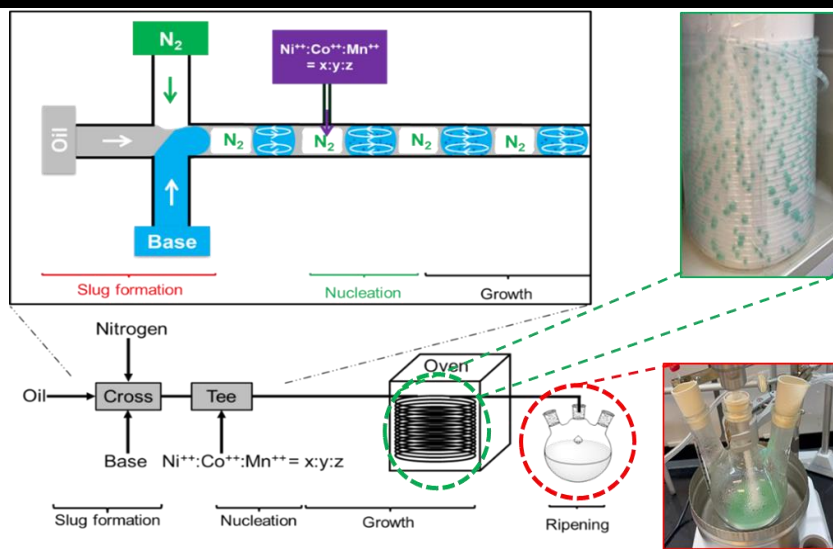 N₂
Ni⁺⁺:Co⁺⁺:Mn⁺⁺
= x:y:z
Oil
N₂
N₂
N₂
N₂
Base
Slug formation
Nucleation
Growth
Nitrogen
Oven
Oil
Cross
Tee
Base
Ni⁺⁺:Co⁺⁺:Mn⁺⁺ = x:y:z
Slug formation
Nucleation
Growth
Ripening